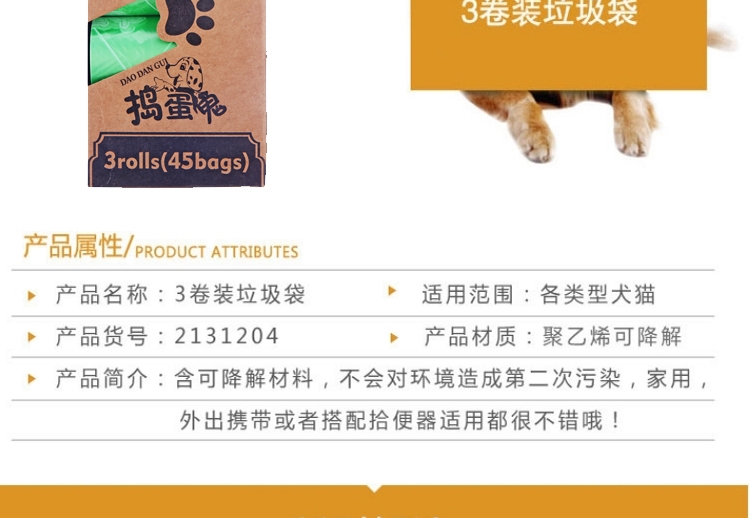 3卷装垃圾袋
DAO DAN GUI
捣蛋鬼
3rolls(45bags)
产品属性/PRODUCT ATTRIBUTES
产品名称：3卷装垃圾袋
适用范围：各类型犬猫
产品货号：2131204
产品材质：聚乙烯可降解
产品简介：含可降解材料，不会对环境造成第二次污染，家用，
外出携带或者搭配拾便器适用都很不错哦！